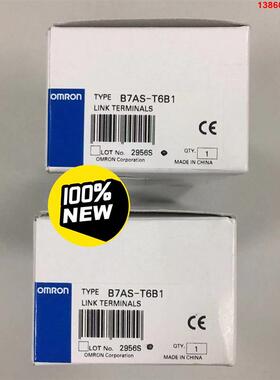 13860
OMRON
TYPE B7AS-T6B1
LINK TERMINALS
LOT No. 2956S
QTY. 1
OMRON Corporation
MADE IN CHINA
CE
100%
NEW
OMRON
TYPE B7AS-T6B1
LINK TERMINALS
LOT No. 2956S
QTY. 1
OMRON Corporation
MADE IN CHINA
CE